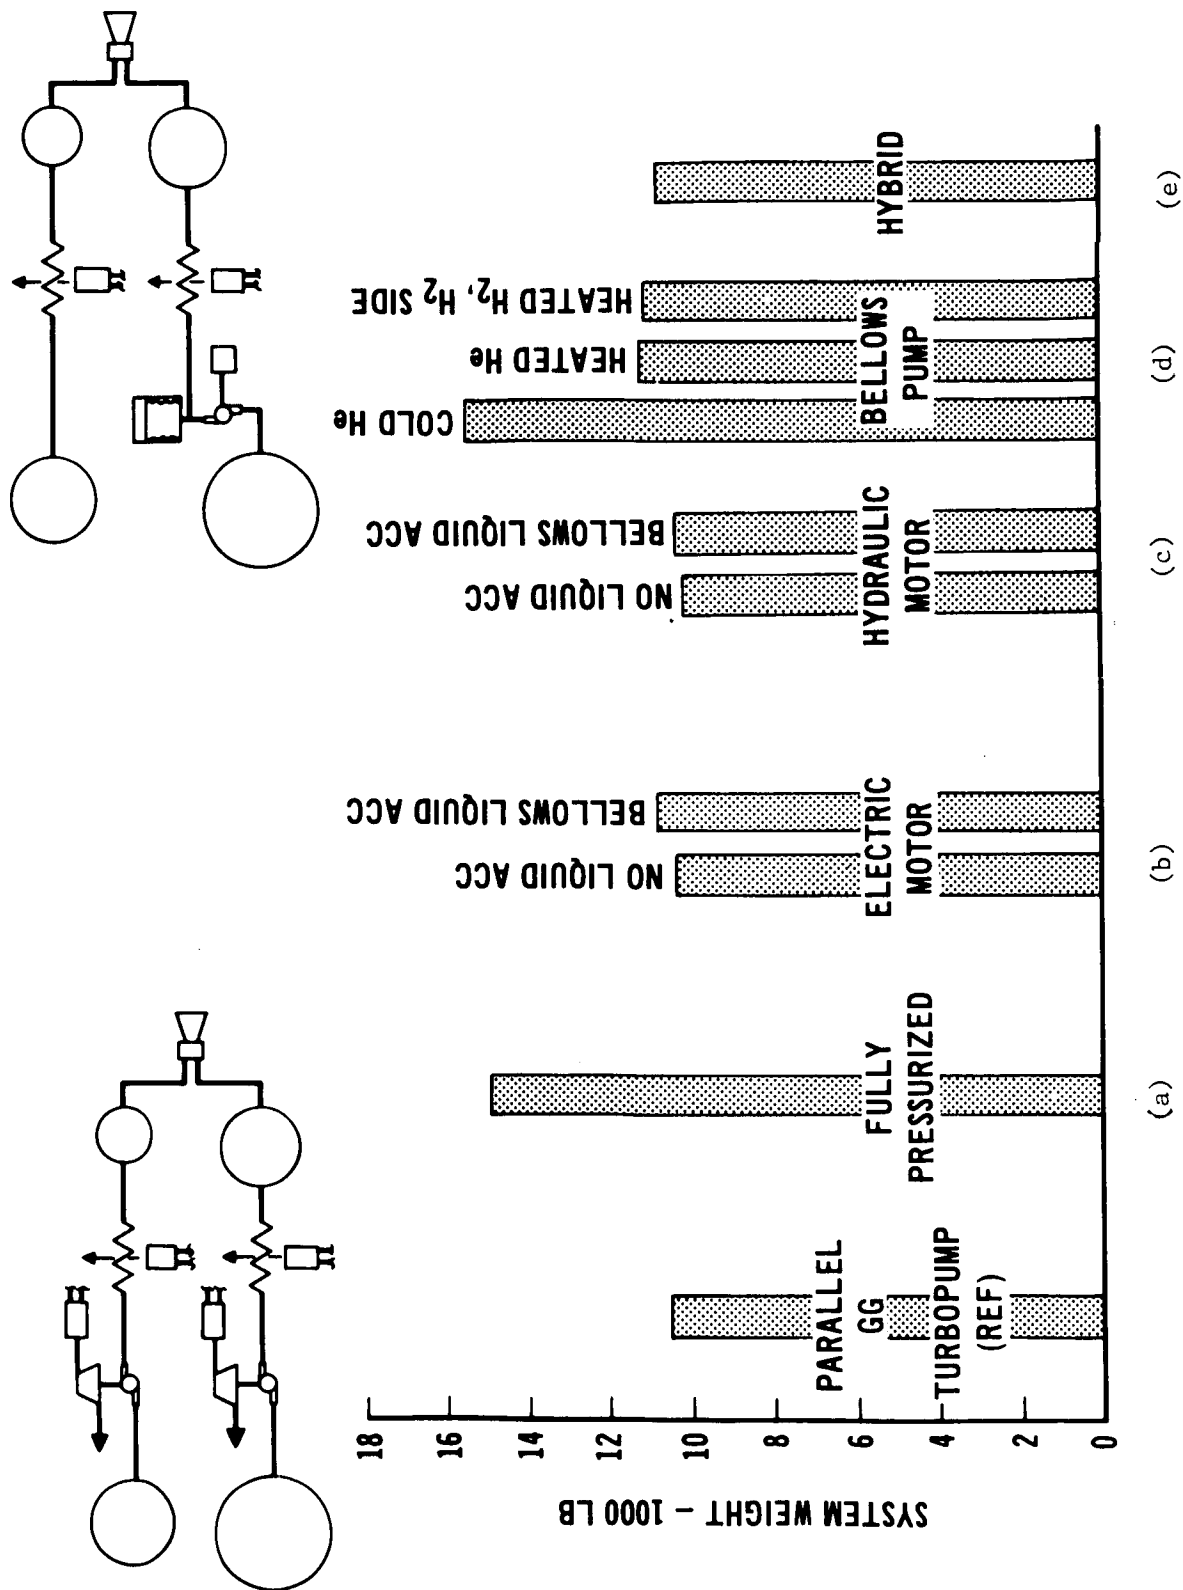 SYSTEM WEIGHT – 1000 LB
18
16
14
12
10
8
6
4
2
0
PARALLEL
GG
TURBOPUMP
(REF)
FULLY
PRESSURIZED
(a)
NO LIQUID ACC
BELLOWS LIQUID ACC
ELECTRIC
MOTOR
(b)
NO LIQUID ACC
BELLOWS LIQUID ACC
HYDRAULIC
MOTOR
(c)
COLD He
HEATED He
HEATED H₂, H₂ SIDE
BELLOWS
PUMP
(d)
HYBRID
(e)